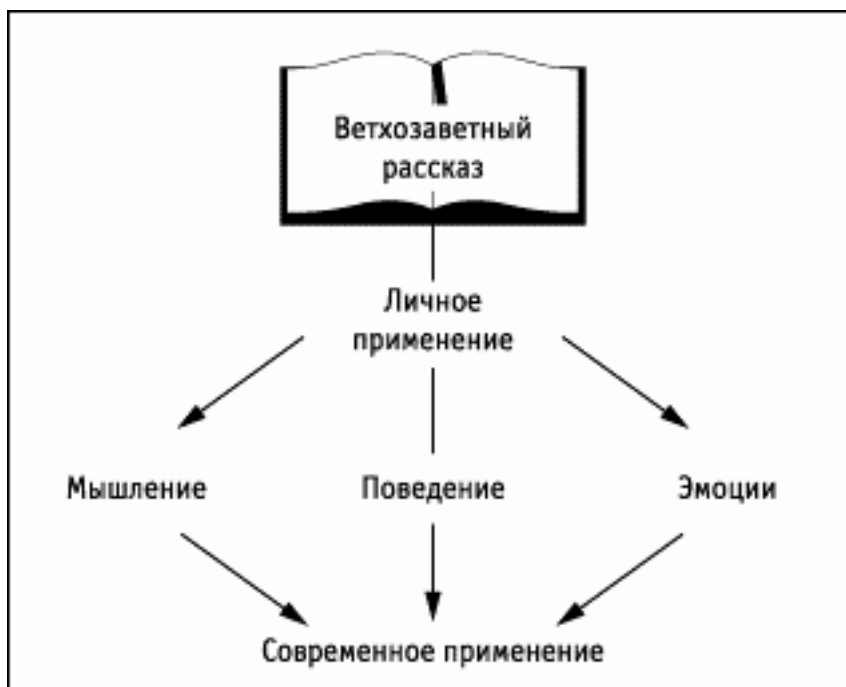 Ветхозаветный
рассказ
Личное
применение
Мышление
Поведение
Эмоции
Современное применение